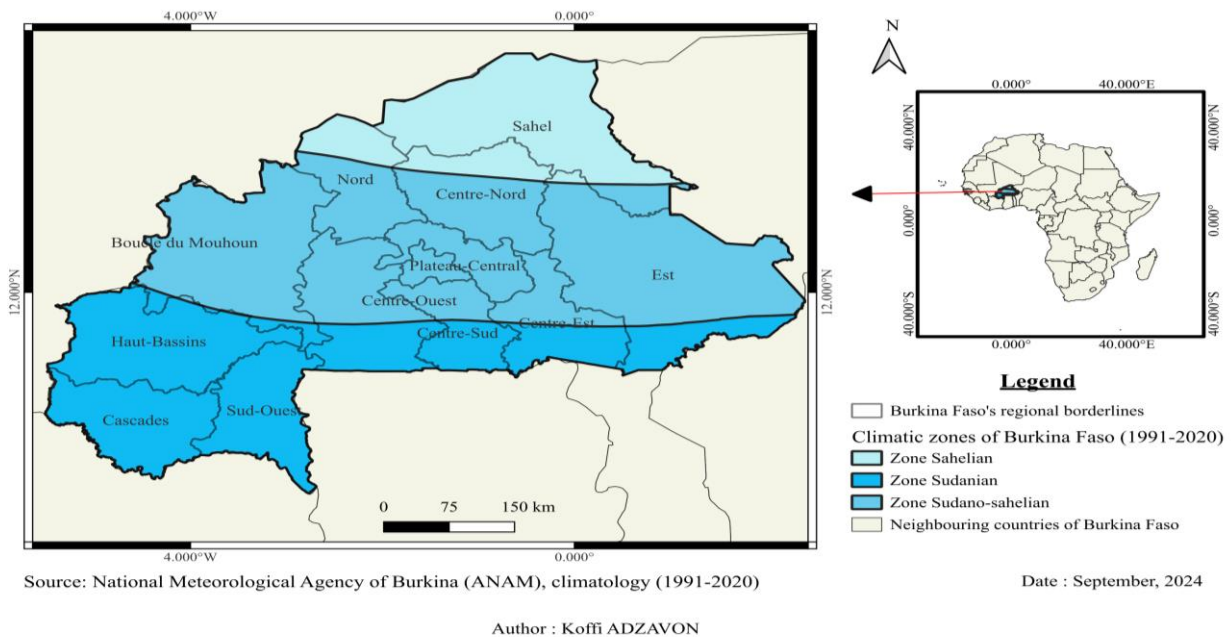 4.000°W
0.000°
Sahel
Nord
Centre-Nord
Boucle du Mouhoun
Plateau-Central
Est
Centre-Ouest
Centre-Sud
Centre-Est
Haut-Bassins
Cascades
Sud-Oues
12.000°N
12.000°N
0
75
150 km
4.000°W
0.000°
N
0.000°
40.000°E
40.000°N
0.000°
40.000°S
40.000°N
0.000°
40.000°S
0.000°
40.000°E
Legend
Burkina Faso's regional borderlines
Climatic zones of Burkina Faso (1991-2020)
Zone Sahelian
Zone Sudanian
Zone Sudano-sahelian
Neighbouring countries of Burkina Faso
Source: National Meteorological Agency of Burkina (ANAM), climatology (1991-2020)
Date : September, 2024
Author : Koffi ADZAVON